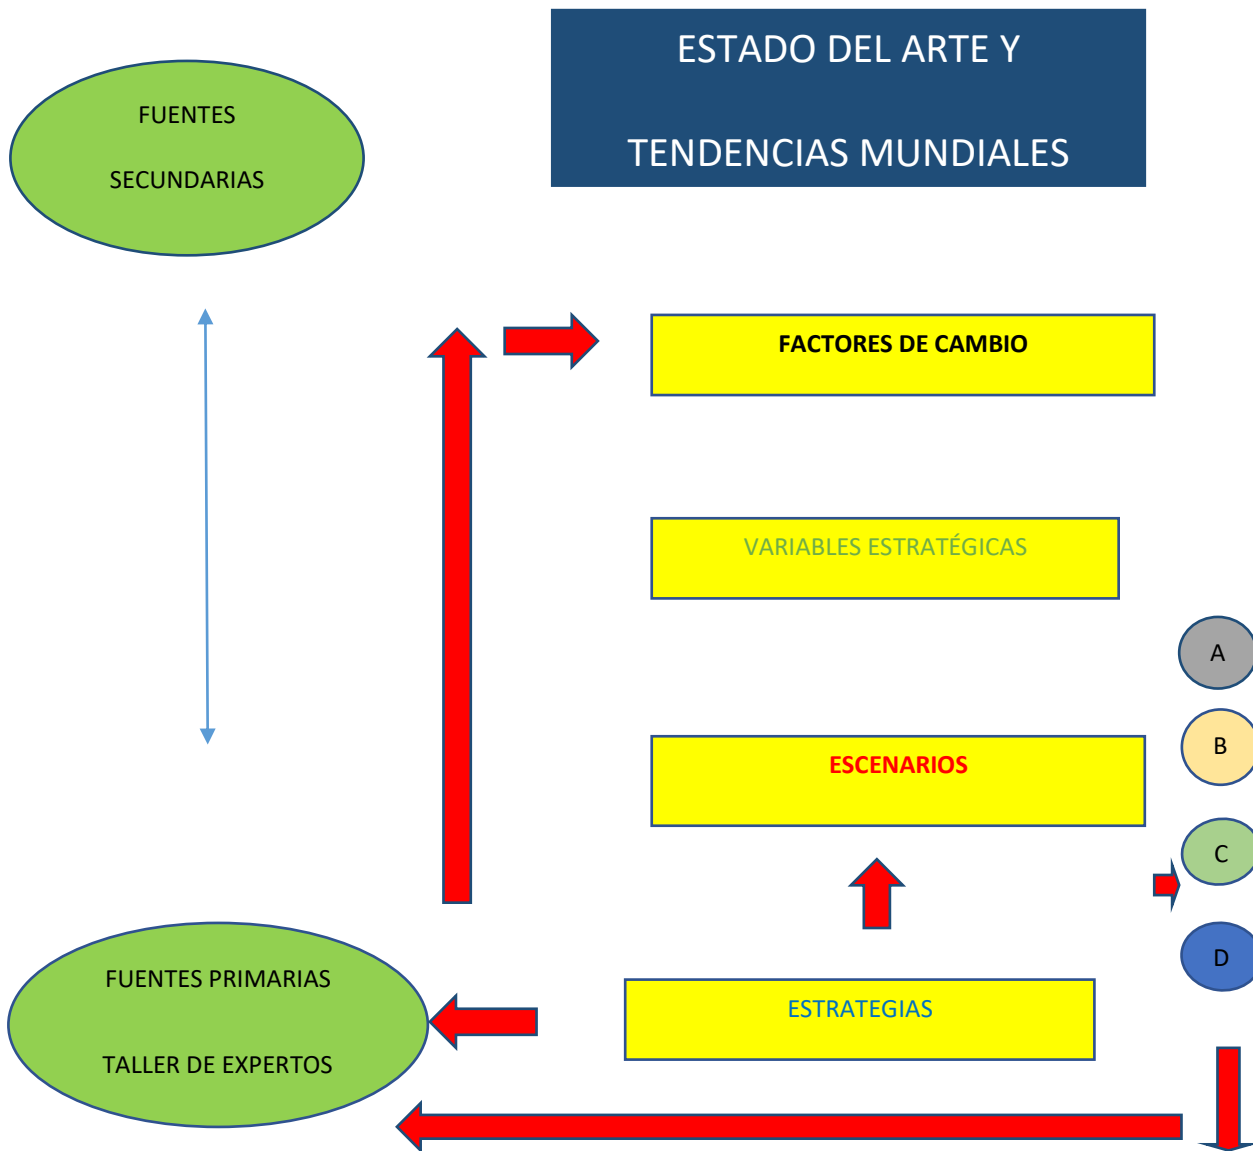 ESTADO DEL ARTE Y
TENDENCIAS MUNDIALES
FUENTES
SECUNDARIAS
FACTORES DE CAMBIO
VARIABLES ESTRATÉGICAS
A
B
ESCENARIOS
C
D
FUENTES PRIMARIAS
TALLER DE EXPERTOS
ESTRATEGIAS